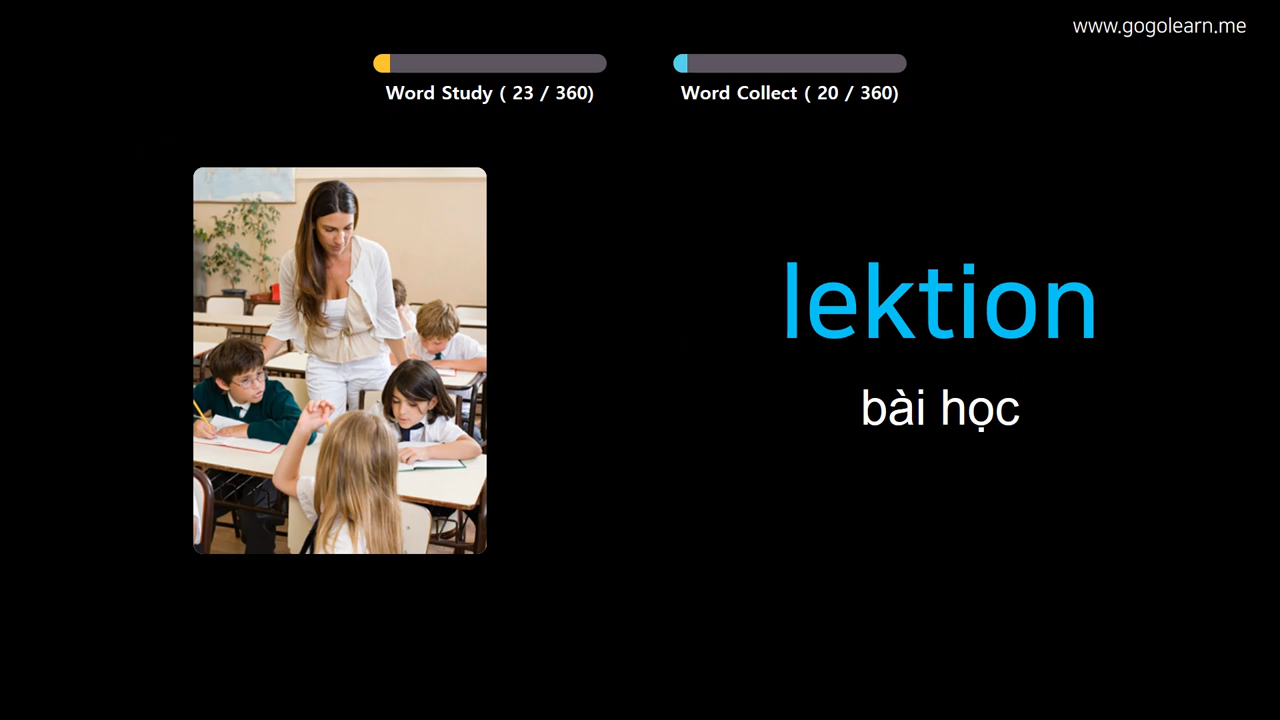 www.gogolearn.me
Word Study ( 23 / 360)
Word Collect ( 20 / 360)
lektion
bài học